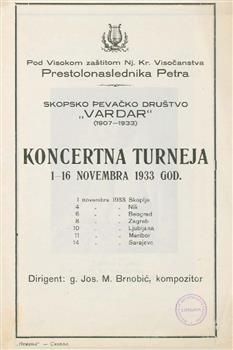 Pod Visokom zaštitom Nj. Kr. Visočanstva
Prestolonaslednika Petra
SKOPSKO PEVAČKO DRUŠTVO
„VARDAR“
(1907–1933)
KONCERTNA TURNEJA
1–16 NOVEMBRA 1933 GOD.
1 novembra 1933 Skoplje
4 „ „ Niš
6 „ „ Beograd
8 „ „ Zagreb
10 „ „ Ljubljana
11 „ „ Maribor
14 „ „ Sarajevo
Dirigent: g. Jos. M. Brnobić, kompozitor